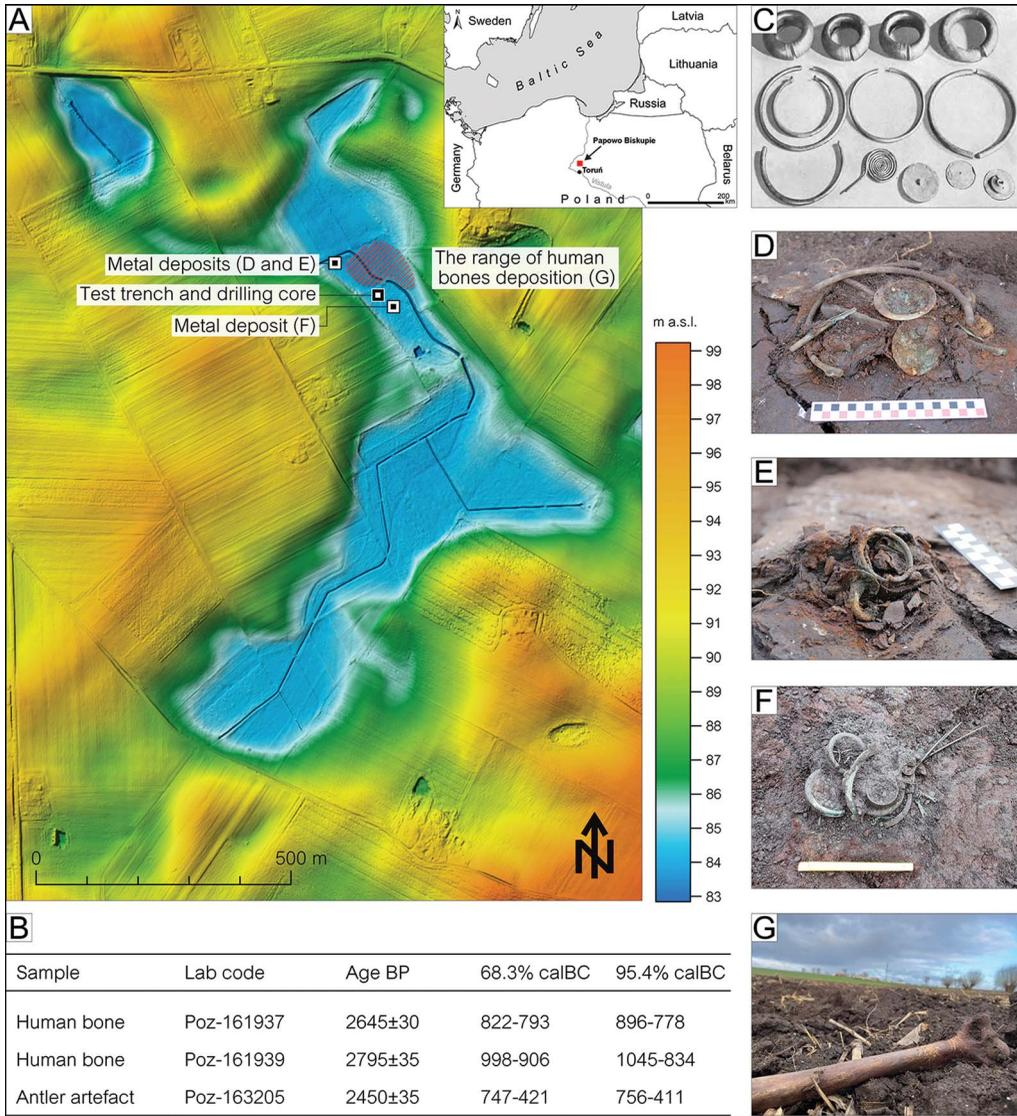 A
N
Sweden
Baltic Sea
Latvia
Lithuania
Russia
Papowo Biskupie
Toruń
Vistula
Germany
Belarus
Poland
0 200
km
Metal deposits (D and E)
The range of human
bones deposition (G)
Test trench and drilling core
Metal deposit (F)
m a.s.l.
99
98
97
96
95
94
93
92
91
90
89
88
87
86
85
84
83
0 500 m
N
B
Sample Lab code Age BP 68.3% calBC 95.4% calBC
Human bone Poz-161937 2645±30 822-793 896-778
Human bone Poz-161939 2795±35 998-906 1045-834
Antler artefact Poz-163205 2450±35 747-421 756-411
C
D
E
F
G